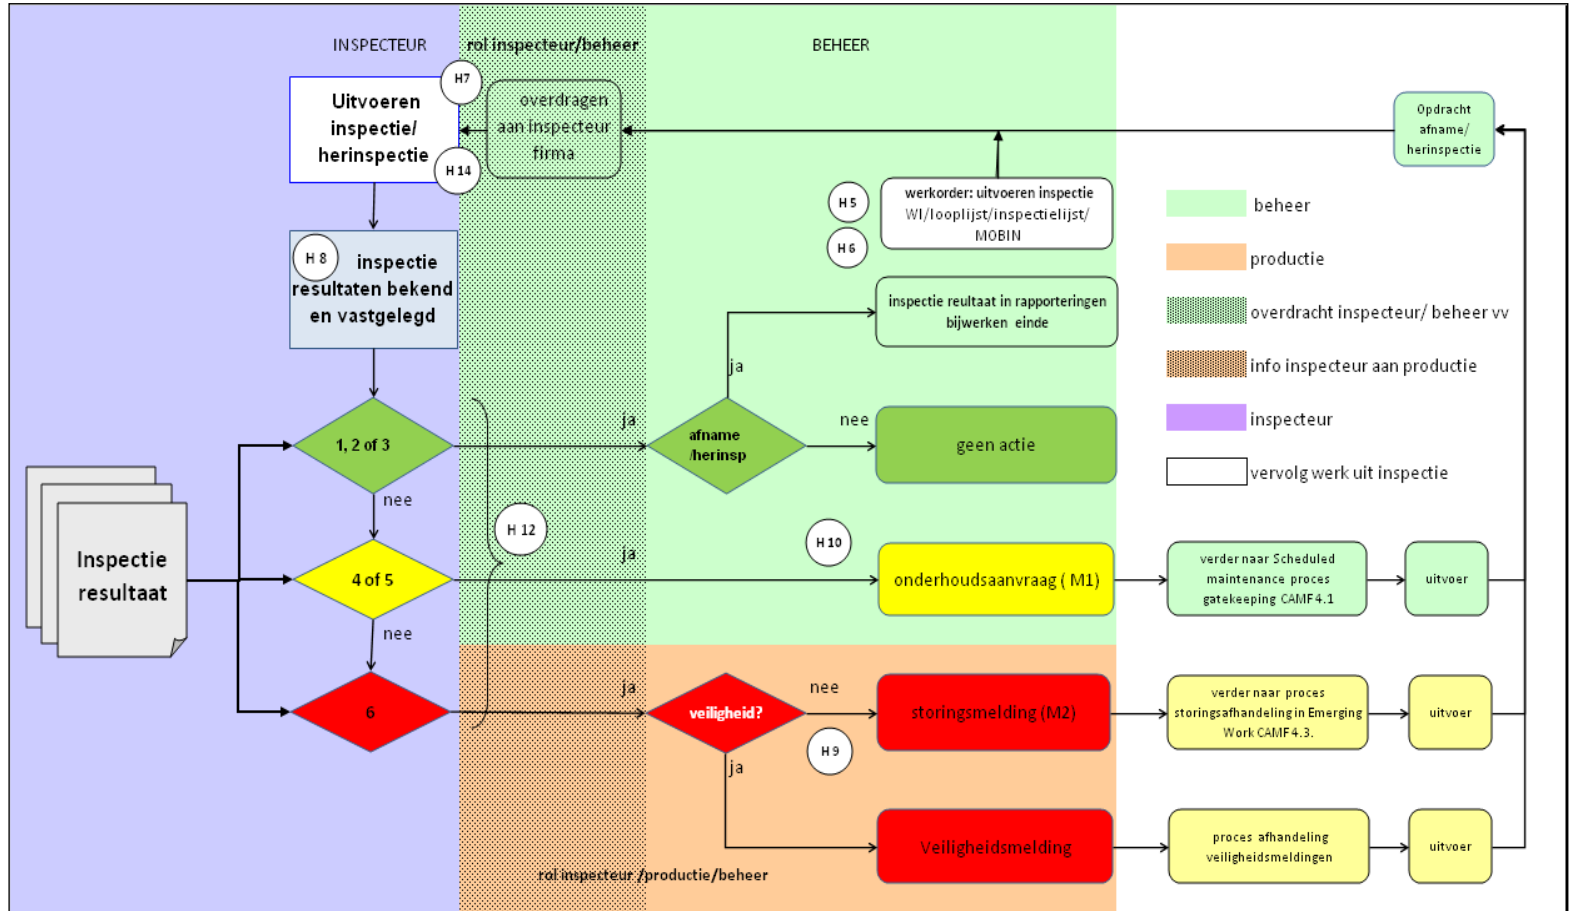 INSPECTEUR
rol inspecteur/beheer
BEHEER
H7
Uitvoeren
inspectie/
herinspectie
H 14
overdragen
aan inspecteur
firma
Opdracht
afname/
herinspectie
H 5
H 6
werkorder: uitvoeren inspectie
WI/looplijst/inspectielijst/
MOBIN
beheer
productie
overdracht inspecteur/ beheer vv
info inspecteur aan productie
inspecteur
vervolg werk uit inspectie
H 8
inspectie
resultaten bekend
en vastgelegd
inspectie reultaat in rapporteringen
bijwerken einde
ja
1, 2 of 3
ja
afname
/herinsp
nee
geen actie
nee
H 12
Inspectie
resultaat
4 of 5
ja
H 10
onderhoudsaanvraag ( M1)
verder naar Scheduled
maintenance proces
gatekeeping CAMF 4.1
uitvoer
nee
6
ja
veiligheid?
nee
H 9
storingsmelding (M2)
verder naar proces
storingsafhandeling in Emerging
Work CAMF 4.3.
uitvoer
ja
Veiligheidsmelding
proces afhandeling
veiligheidsmeldingen
uitvoer
rol inspecteur /productie/beheer